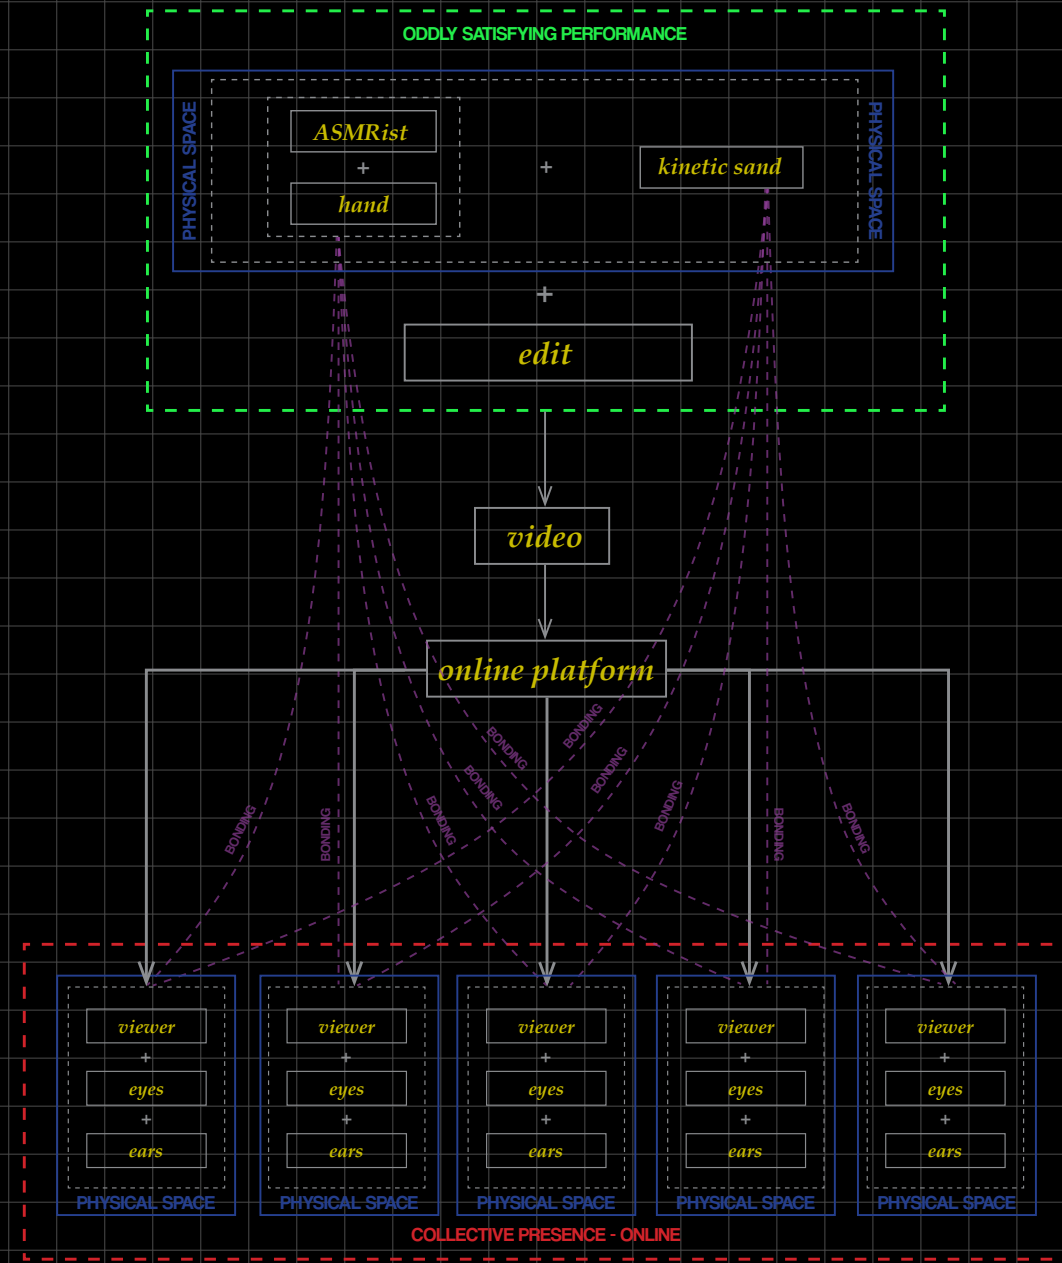 ODDLY SATISFYING PERFORMANCE
PHYSICAL SPACE
ASMRist
+
hand
+
kinetic sand
PHYSICAL SPACE
+
edit
video
online platform
BONDING
BONDING
BONDING
BONDING
BONDING
BONDING
BONDING
BONDING
BONDING
BONDING
viewer
+
eyes
+
ears
PHYSICAL SPACE
viewer
+
eyes
+
ears
PHYSICAL SPACE
viewer
+
eyes
+
ears
PHYSICAL SPACE
viewer
+
eyes
+
ears
PHYSICAL SPACE
viewer
+
eyes
+
ears
PHYSICAL SPACE
COLLECTIVE PRESENCE - ONLINE